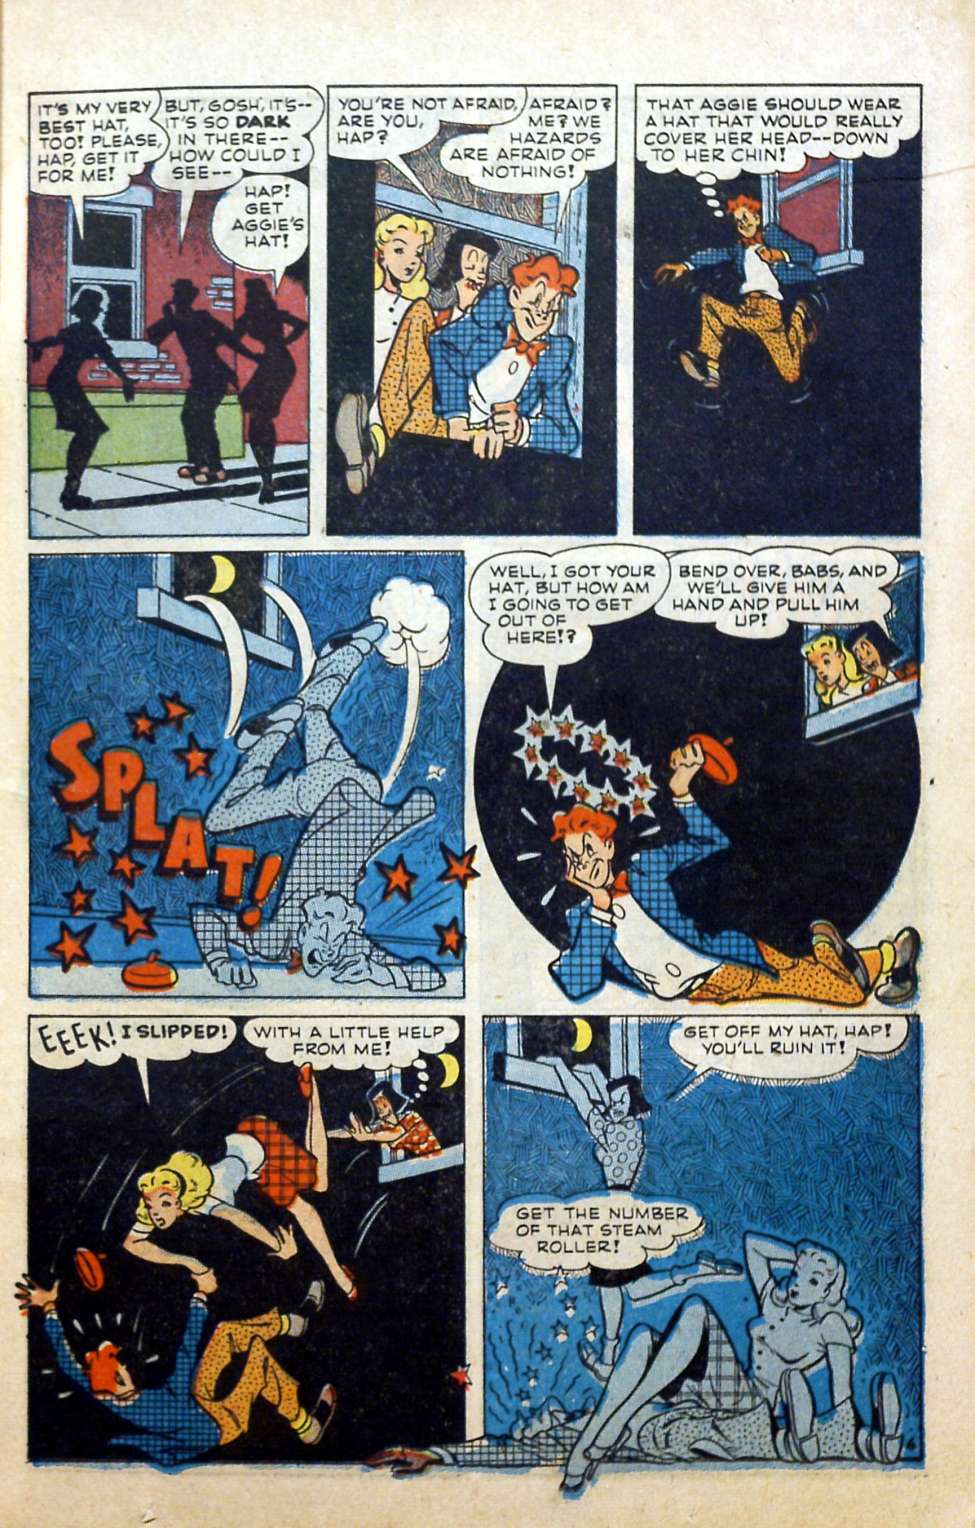 IT'S MY VERY
BEST HAT,
TOO! PLEASE,
HAP, GET IT
FOR ME!
BUT, GOSH, IT'S--
IT'S SO DARK
IN THERE--
HOW COULD I
SEE--
HAP!
GET
AGGIE'S
HAT!
YOU'RE NOT AFRAID,
ARE YOU,
HAP?
AFRAID?
ME? WE
HAZARDS
ARE AFRAID OF
NOTHING!
THAT AGGIE SHOULD WEAR
A HAT THAT WOULD REALLY
COVER HER HEAD--DOWN
TO HER CHIN!
SPLAT!
WELL, I GOT YOUR
HAT, BUT HOW AM
I GOING TO GET
OUT OF
HERE!?
BEND OVER, BABS, AND
WE'LL GIVE HIM A
HAND AND PULL HIM
UP!
EEEK! I SLIPPED!
WITH A LITTLE HELP
FROM ME!
GET OFF MY HAT, HAP!
YOU'LL RUIN IT!
GET THE NUMBER
OF THAT STEAM
ROLLER!
6